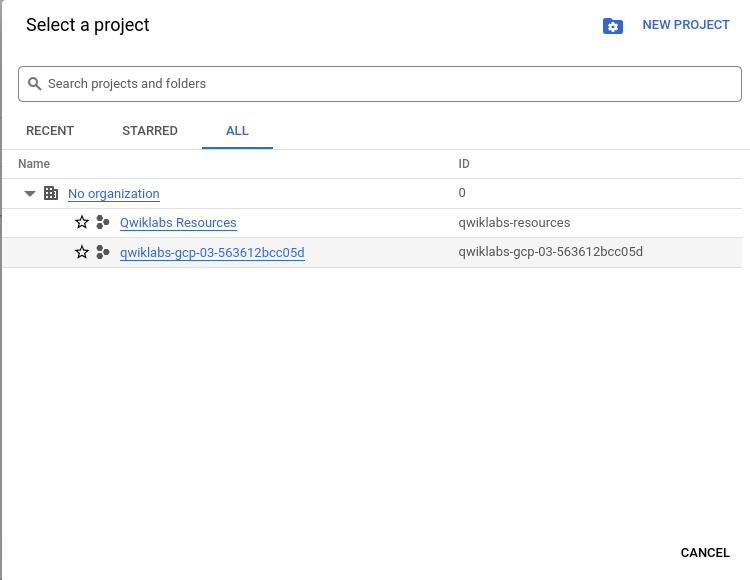 Select a project
NEW PROJECT
Search projects and folders
RECENT STARRED ALL
Name ID
No organization 0
Qwiklabs Resources qwiklabs-resources
qwiklabs-gcp-03-563612bcc05d qwiklabs-gcp-03-563612bcc05d
CANCEL